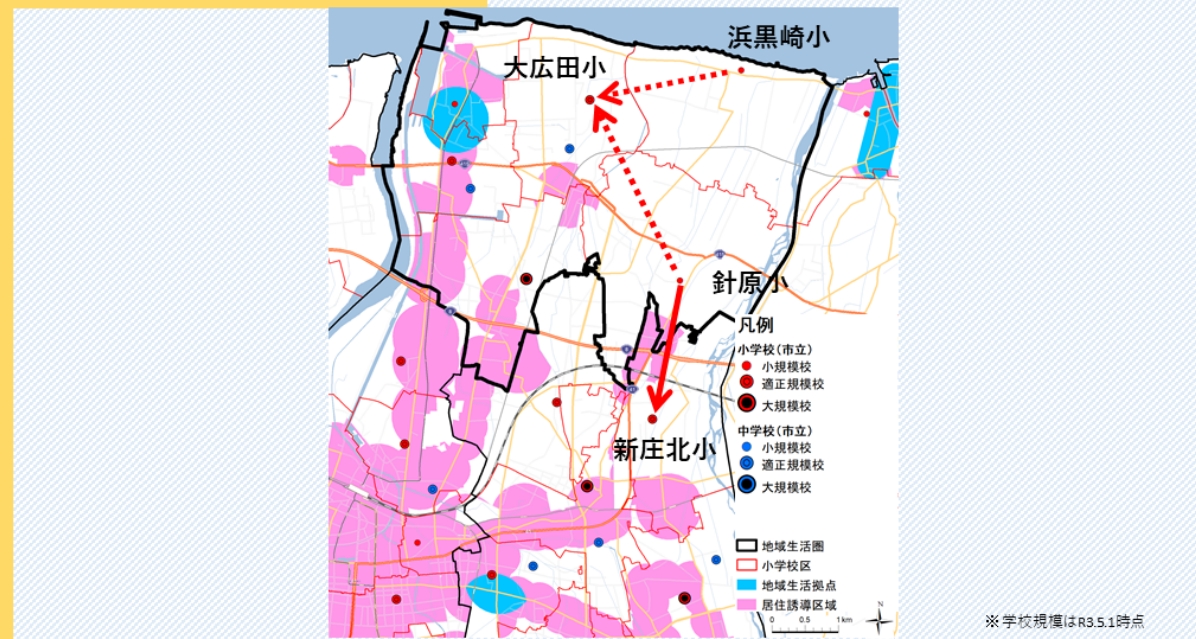 浜黒崎小
大広田小
針原小
凡例
小学校(市立)
小規模校
適正規模校
大規模校
中学校(市立)
小規模校
適正規模校
大規模校
新庄北小
地域生活圏
小学校区
地域生活拠点
居住誘導区域
N
0 0.5 1km
※学校規模はR3.5.1時点